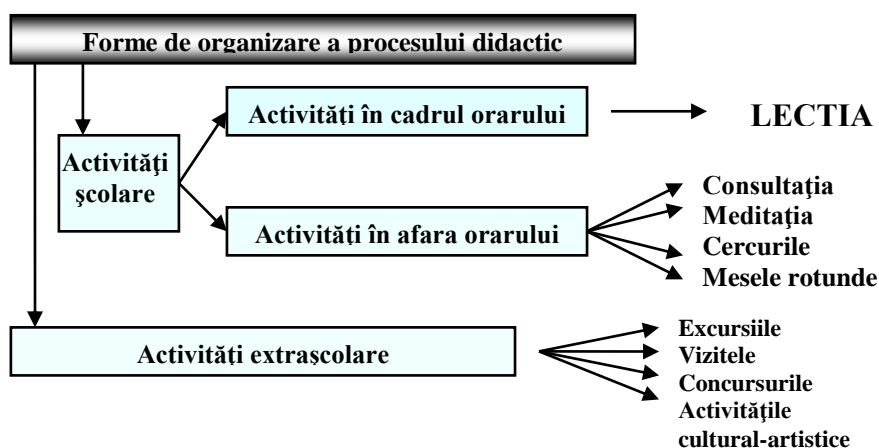 Forme de organizare a procesului didactic
Activităţi în cadrul orarului
LECTIA
Activităţi
şcolare
Activităţi în afara orarului
Consultaţia
Meditaţia
Cercurile
Mesele rotunde
Activităţi extraşcolare
Excursiile
Vizitele
Concursurile
Activităţile
cultural-artistice